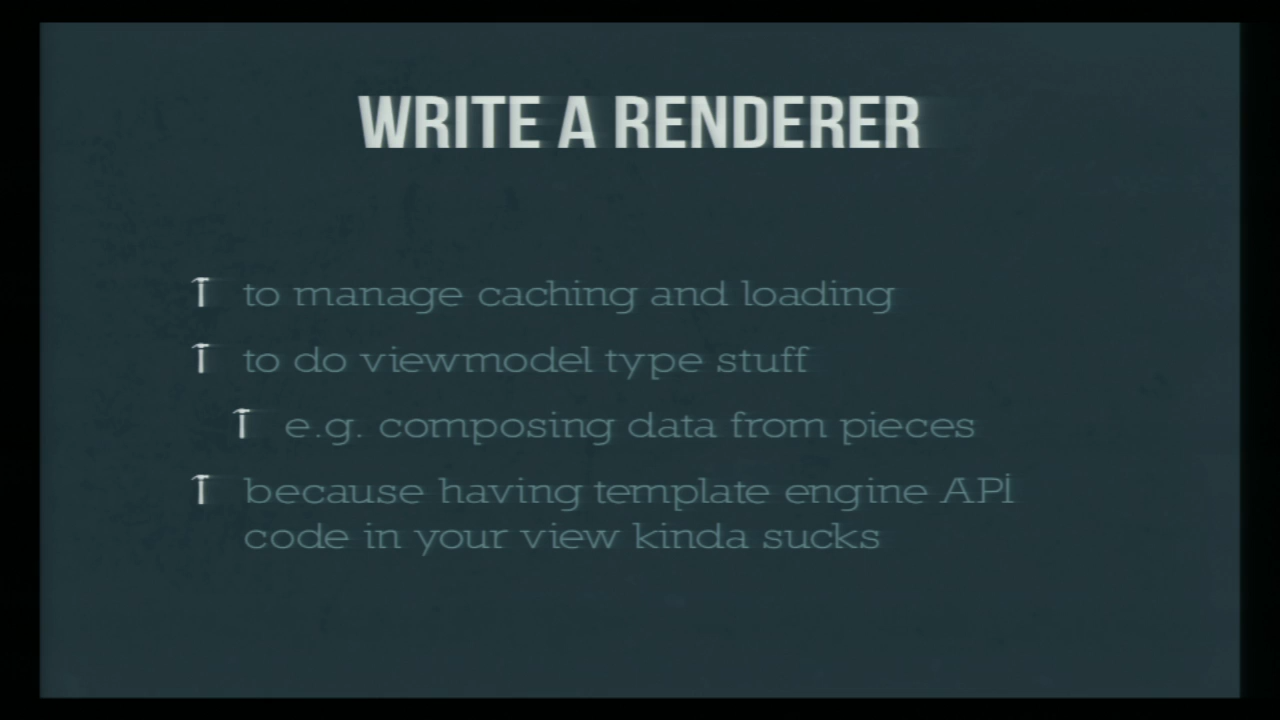 WRITE A RENDERER
to manage caching and loading
to do viewmodel type stuff
e.g. composing data from pieces
because having template engine API
code in your view kinda sucks